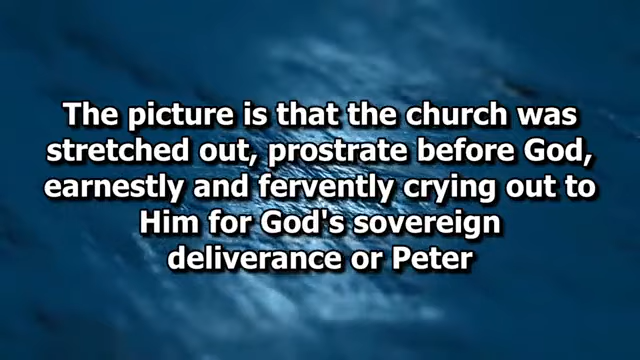 The picture is that the church was
stretched out, prostrate before God,
earnestly and fervently crying out to
Him for God's sovereign
deliverance or Peter